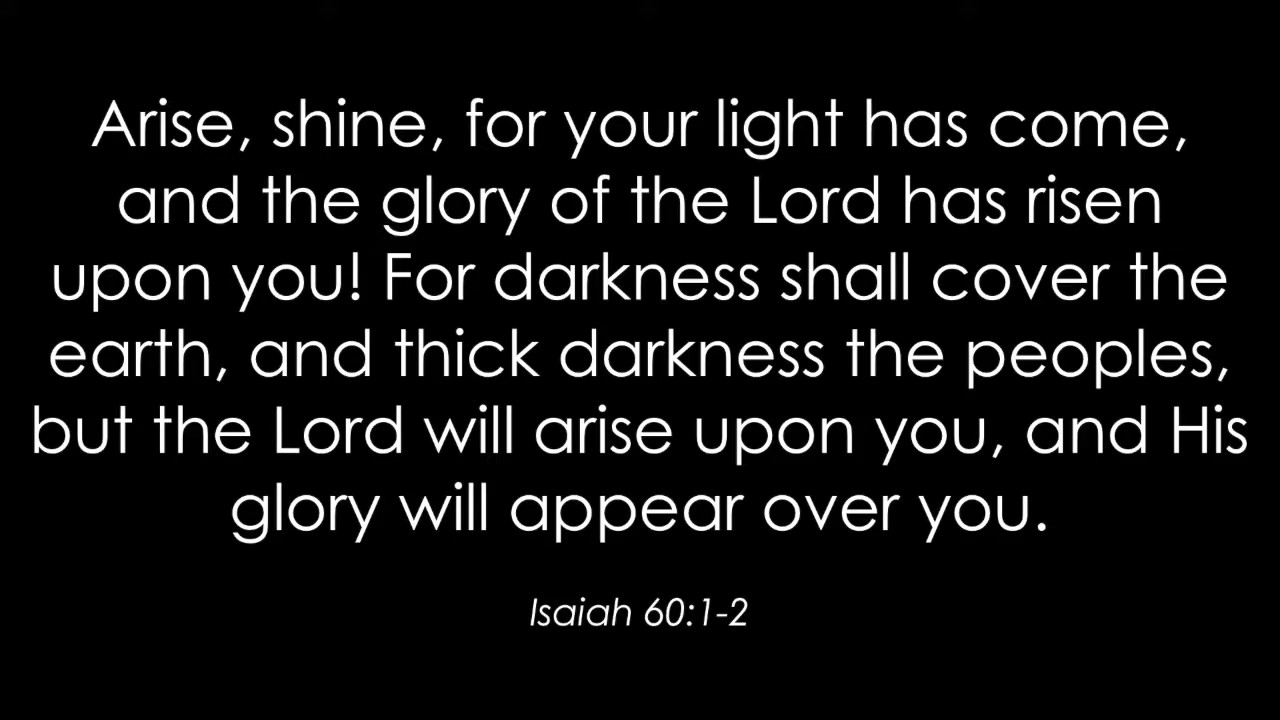 Arise, shine, for your light has come,
and the glory of the Lord has risen
upon you! For darkness shall cover the
earth, and thick darkness the peoples,
but the Lord will arise upon you, and His
glory will appear over you.
Isaiah 60:1-2